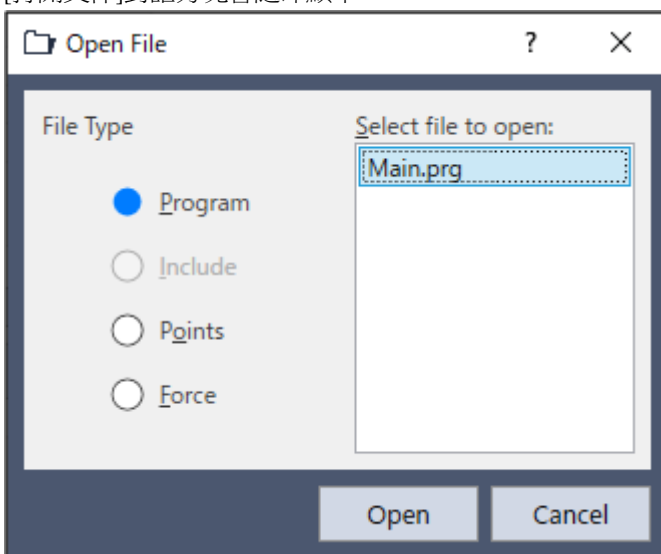 Open File
?
File Type
Select file to open:
Main.prg
Program
Include
Points
Force
Open
Cancel